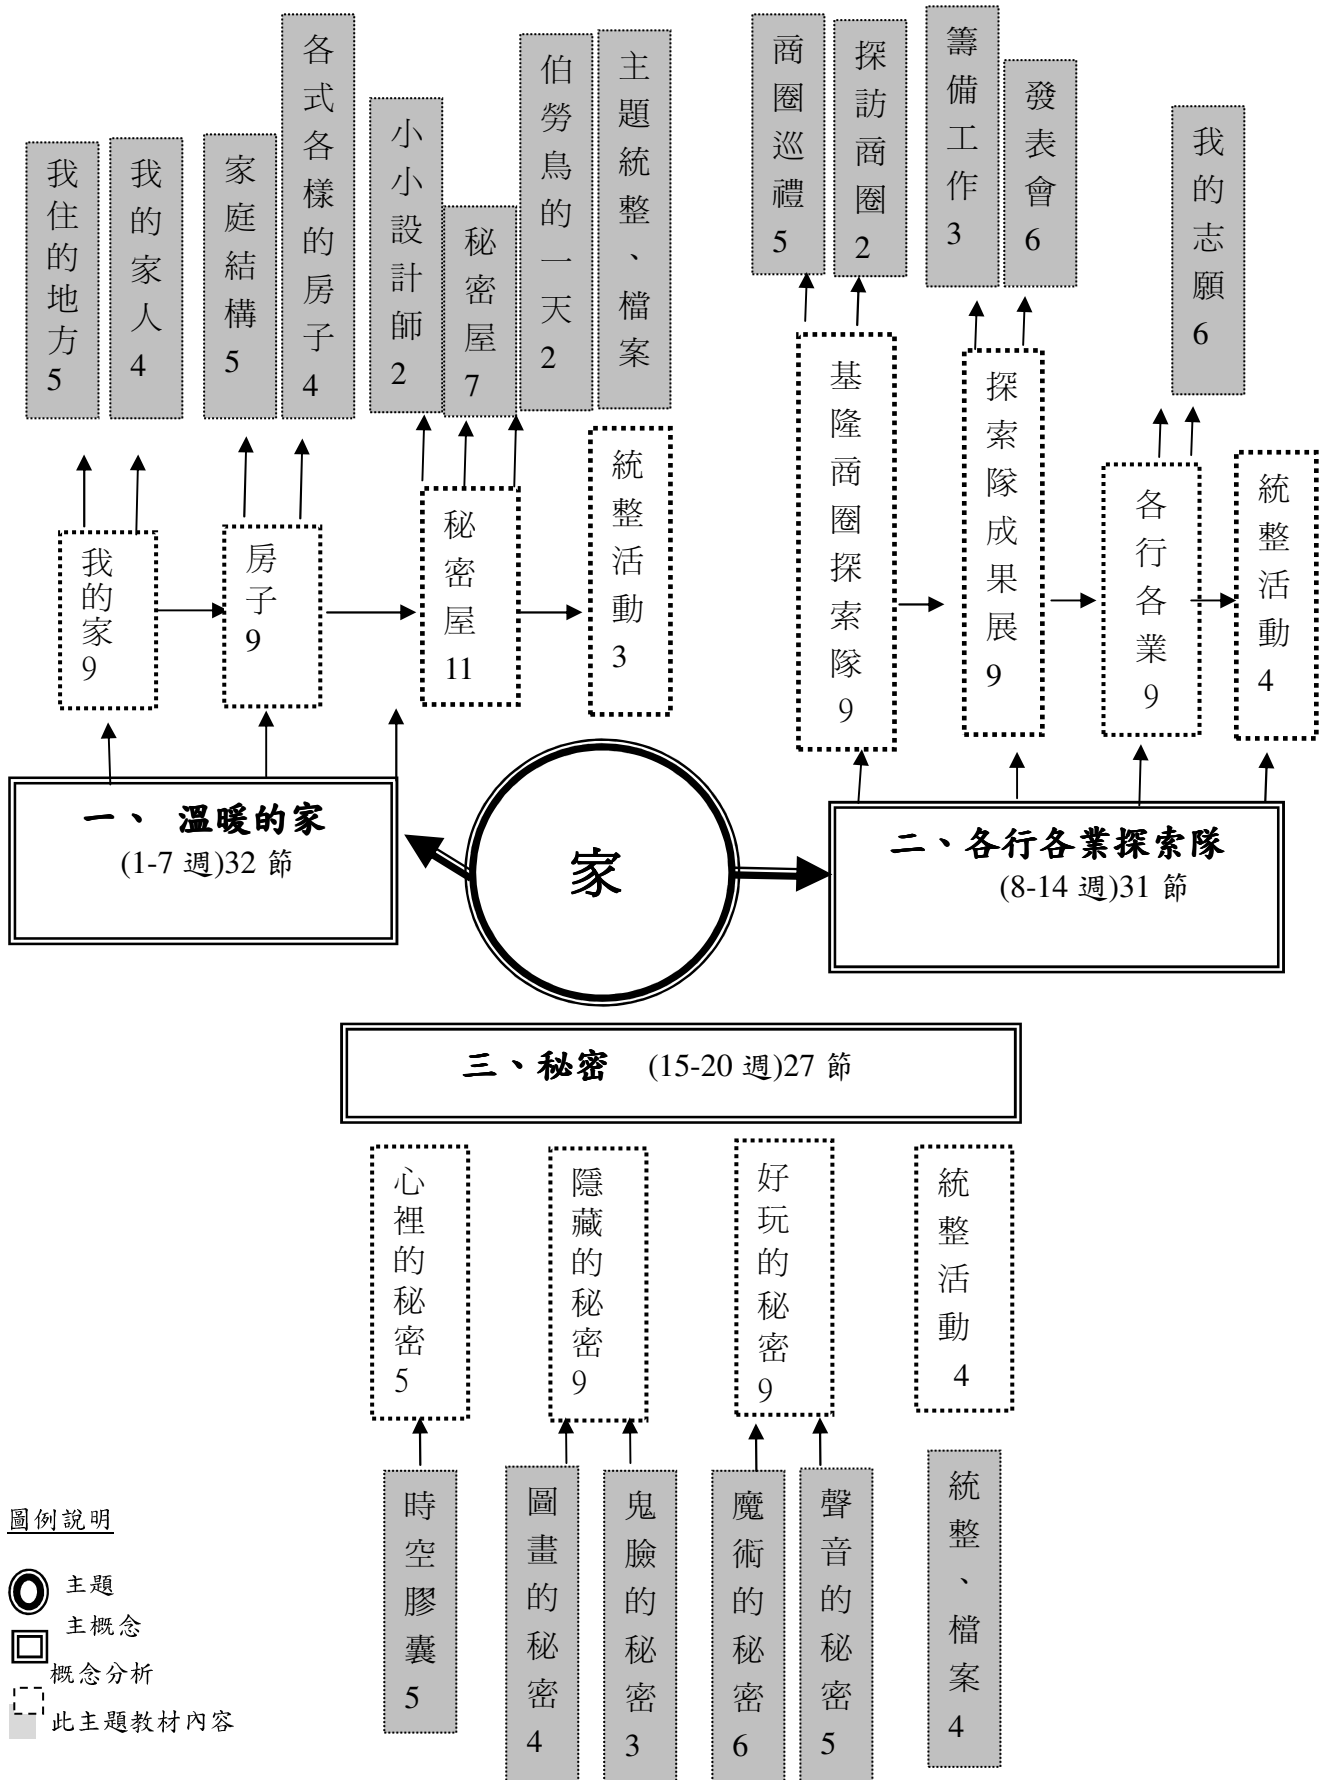 我住的地方5
我的家人4
家庭結構5
各式各樣的房子4
小小設計師2
秘密屋7
伯勞鳥的一天2
主題統整、檔案
商圈巡禮5
探訪商圈2
籌備工作3
發表會6
我的志願6
我的家9
房子9
秘密屋11
統整活動3
基隆商圈探索隊9
探索隊成果展9
各行各業9
統整活動4
一、 溫暖的家
(1-7 週)32 節
家
二、各行各業探索隊
(8-14 週)31 節
三、秘密 (15-20 週)27 節
心裡的秘密5
隱藏的秘密9
好玩的秘密9
統整活動4
時空膠囊5
圖畫的秘密4
鬼臉的秘密3
魔術的秘密6
聲音的秘密5
統整、檔案4
圖例說明
主題
主概念
概念分析
此主題教材內容